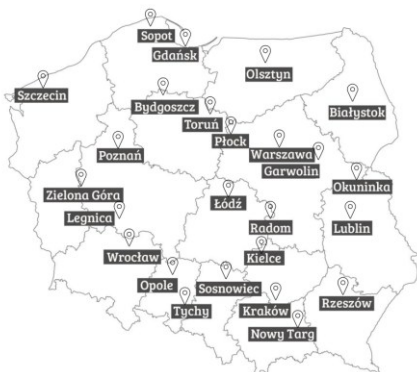 Sopot
Gdańsk
Olsztyn
Szczecin
Bydgoszcz
Białystok
Toruń
Płock
Poznań
Warszawa
Garwolin
Okuninka
Zielona Góra
Łódź
Legnica
Radom
Lublin
Wrocław
Kielce
Opole
Sosnowiec
Rzeszów
Tychy
Kraków
Nowy Targ